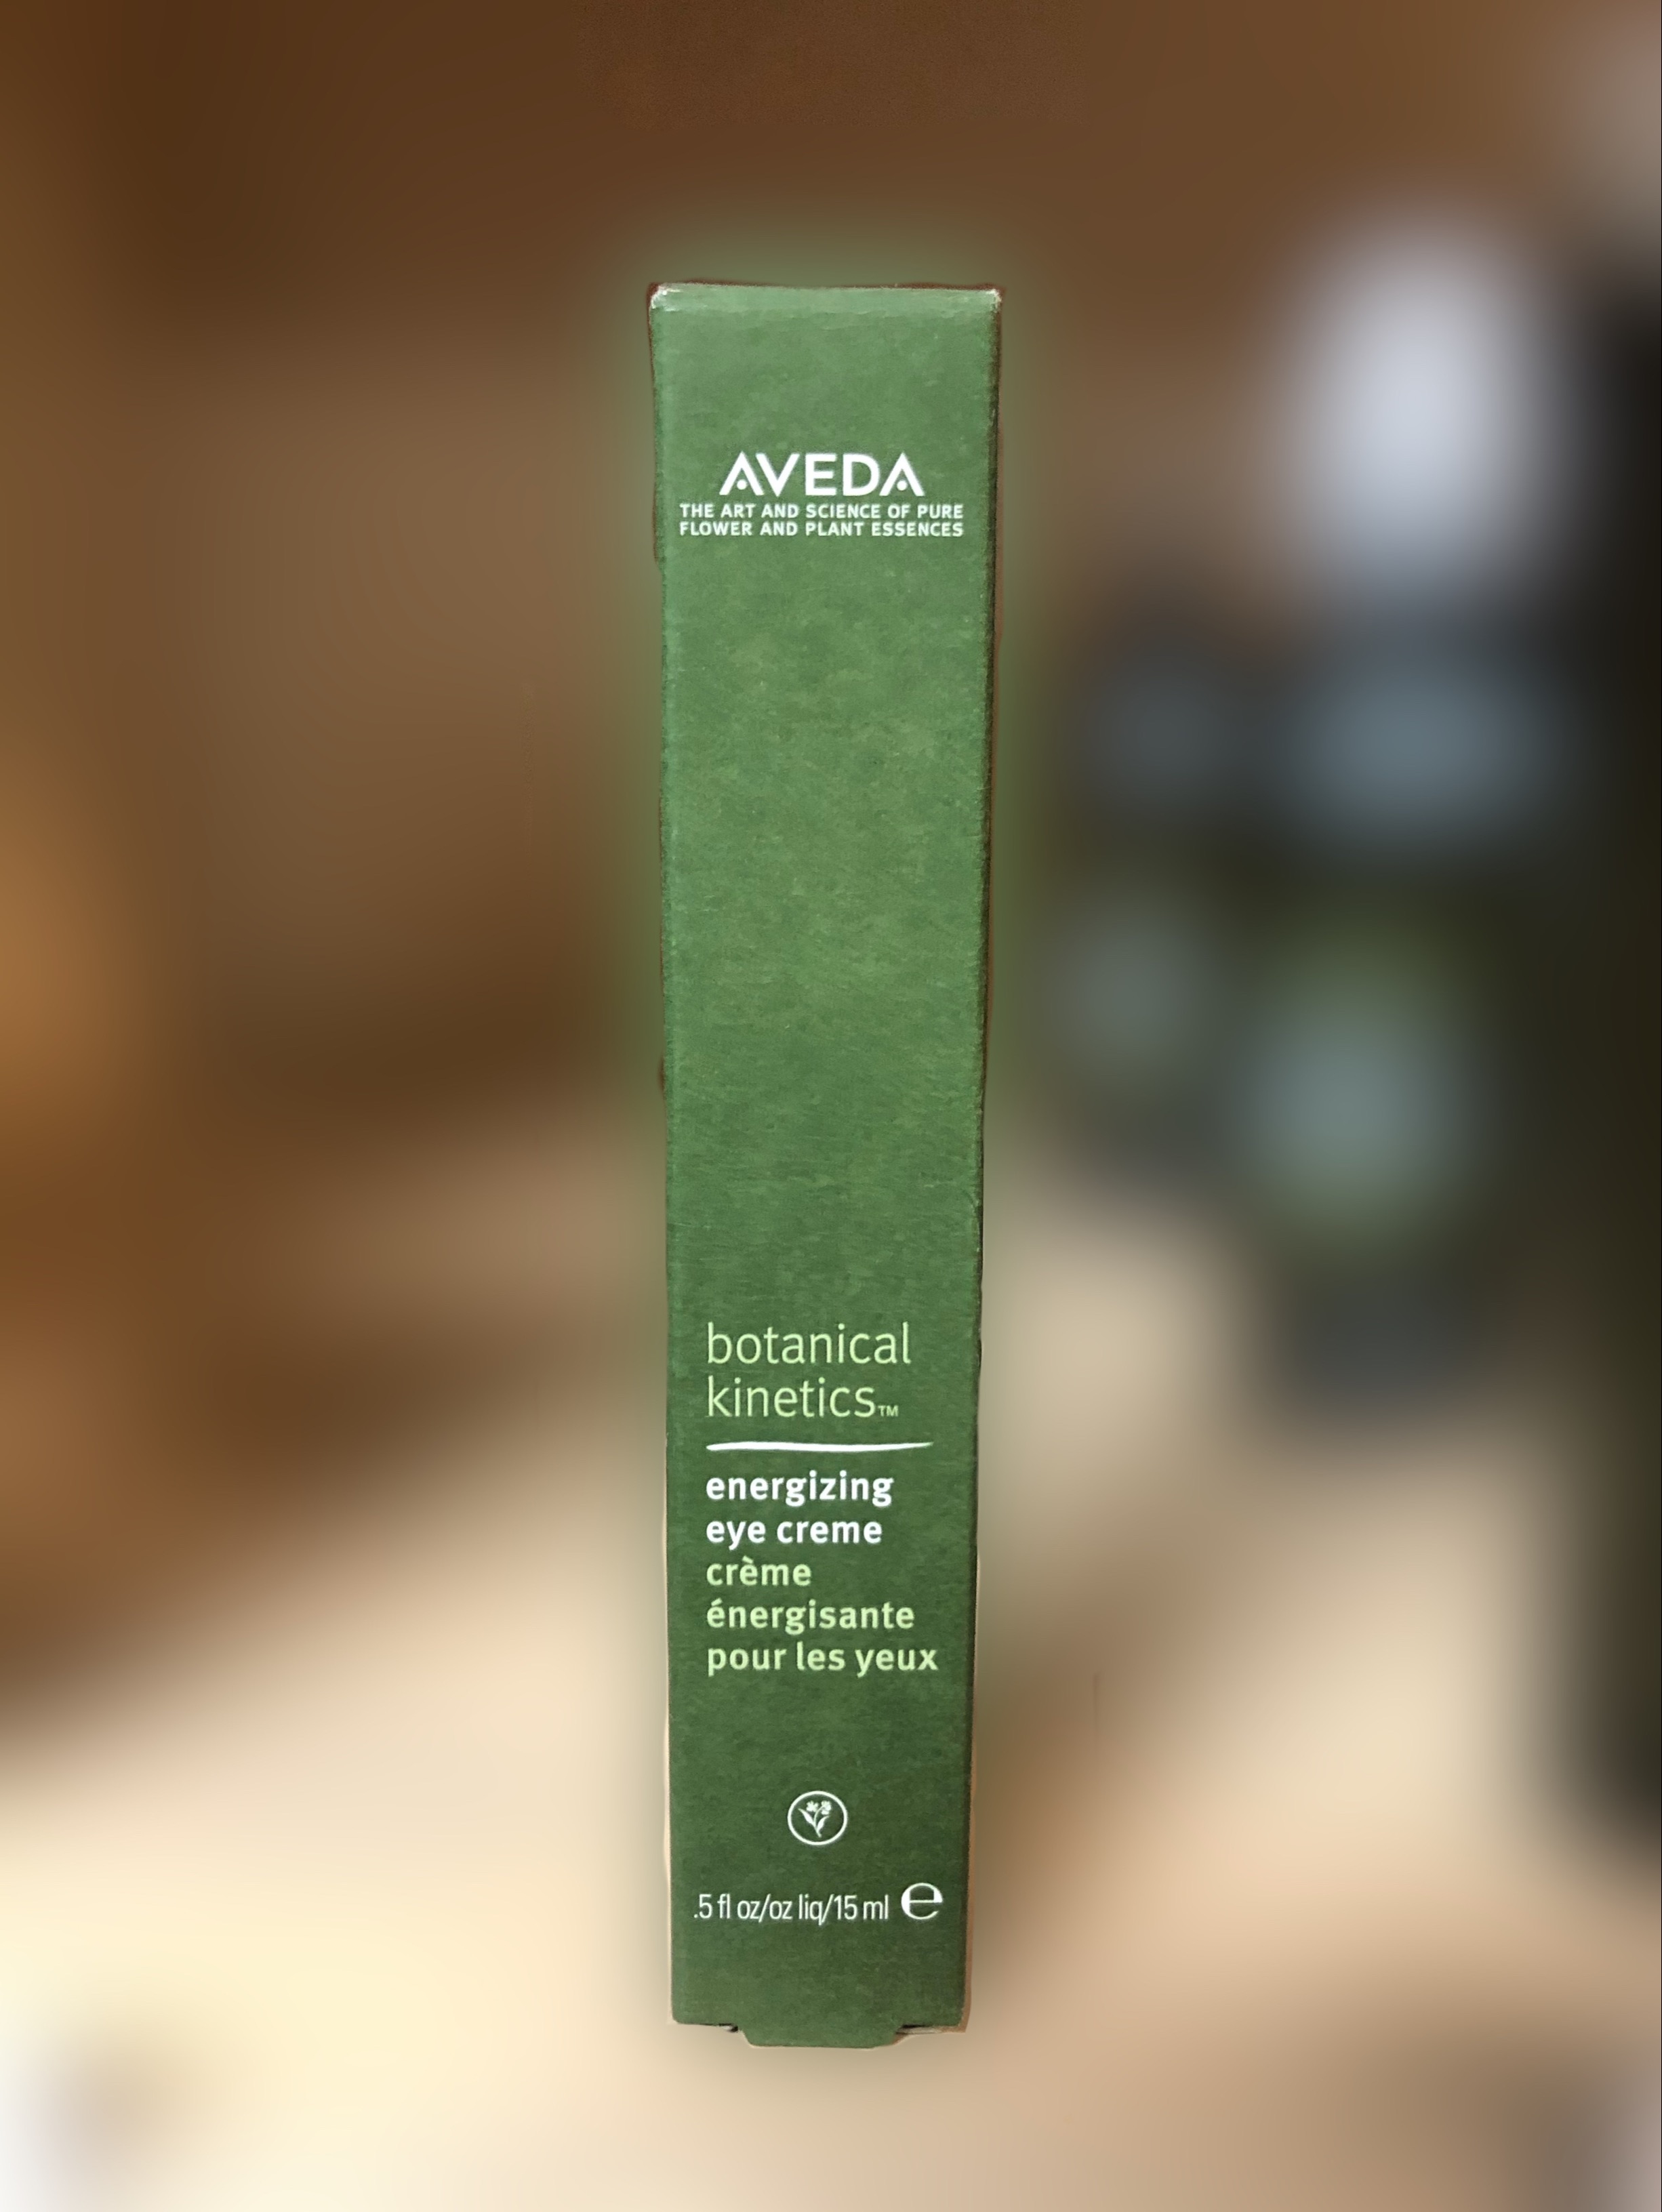 AVEDA
THE ART AND SCIENCE OF PURE
FLOWER AND PLANT ESSENCES
botanical
kinetics™
energizing
eye creme
crème
énergisante
pour les yeux
.5 fl oz/oz liq/15 ml ℮